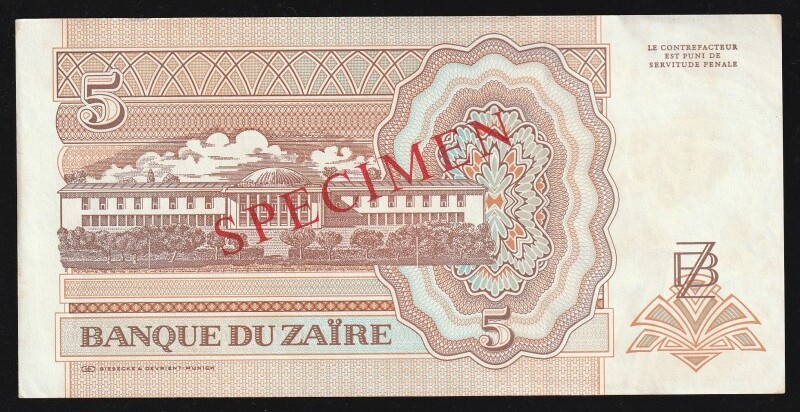 LE CONTREFACTEUR
EST PUNI DE
SERVITUDE PENALE
5
SPECIMEN
BZ
BANQUE DU ZAÏRE
5
GIESECKE & DEVRIENT-MUNICH